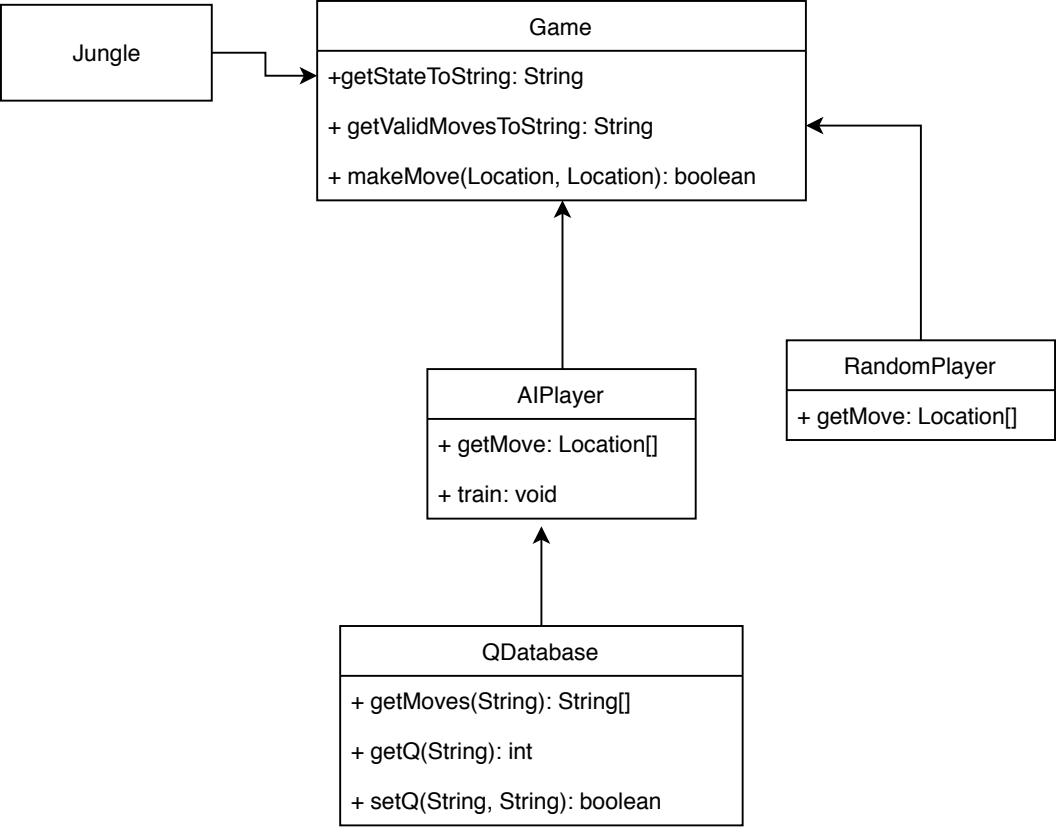 Jungle
Game
+getStateToString: String
+ getValidMovesToString: String
+ makeMove(Location, Location): boolean
AIPlayer
+ getMove: Location[]
+ train: void
RandomPlayer
+ getMove: Location[]
QDatabase
+ getMoves(String): String[]
+ getQ(String): int
+ setQ(String, String): boolean